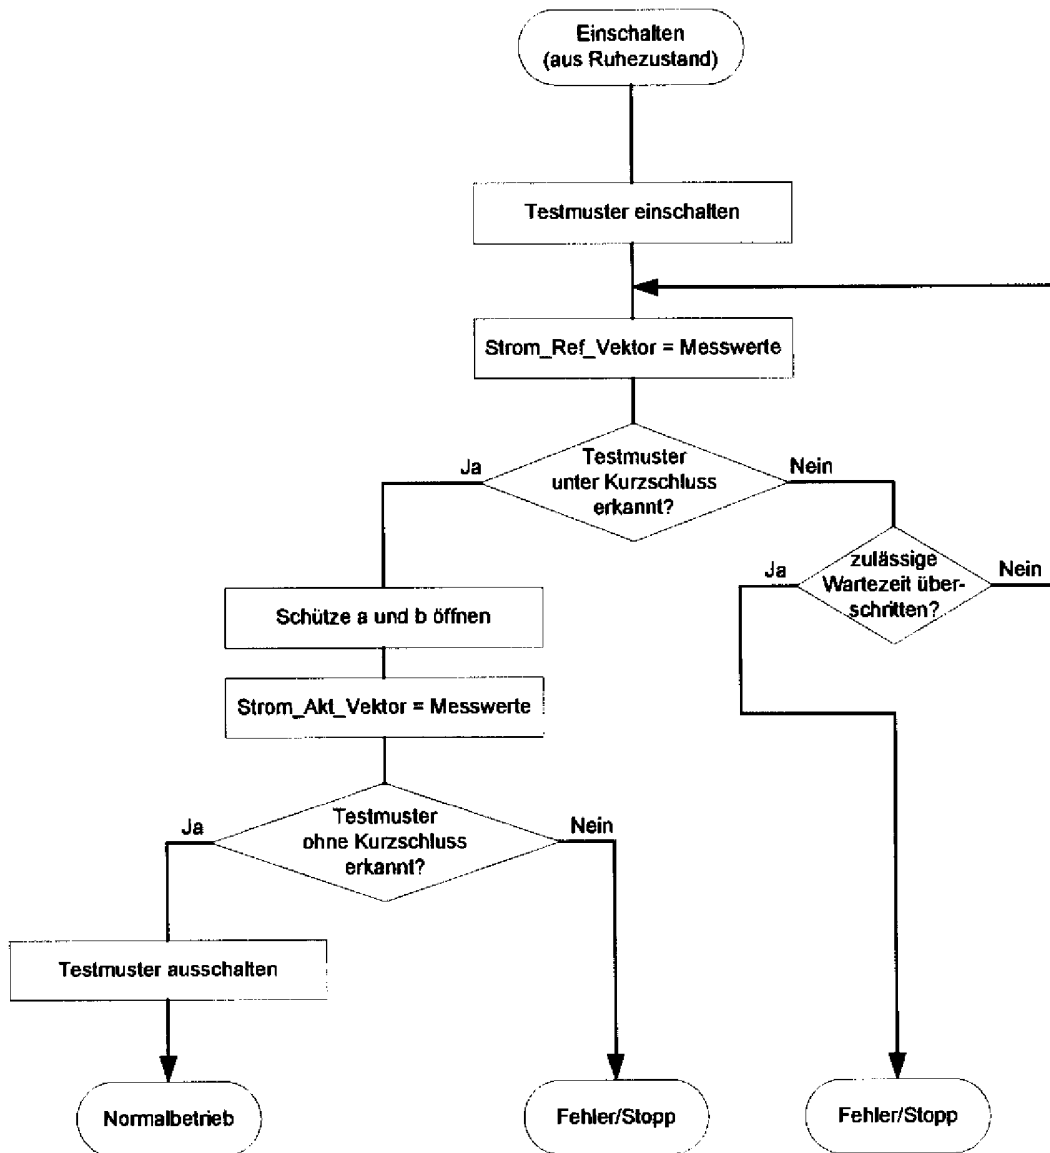 Einschalten
(aus Ruhezustand)
Testmuster einschalten
Strom_Ref_Vektor = Messwerte
Testmuster
unter Kurzschluss
erkannt?
Ja
Nein
zulässige
Wartezeit über-
schritten?
Ja
Nein
Schütze a und b öffnen
Strom_Akt_Vektor = Messwerte
Testmuster
ohne Kurzschluss
erkannt?
Ja
Nein
Testmuster ausschalten
Normalbetrieb
Fehler/Stopp
Fehler/Stopp